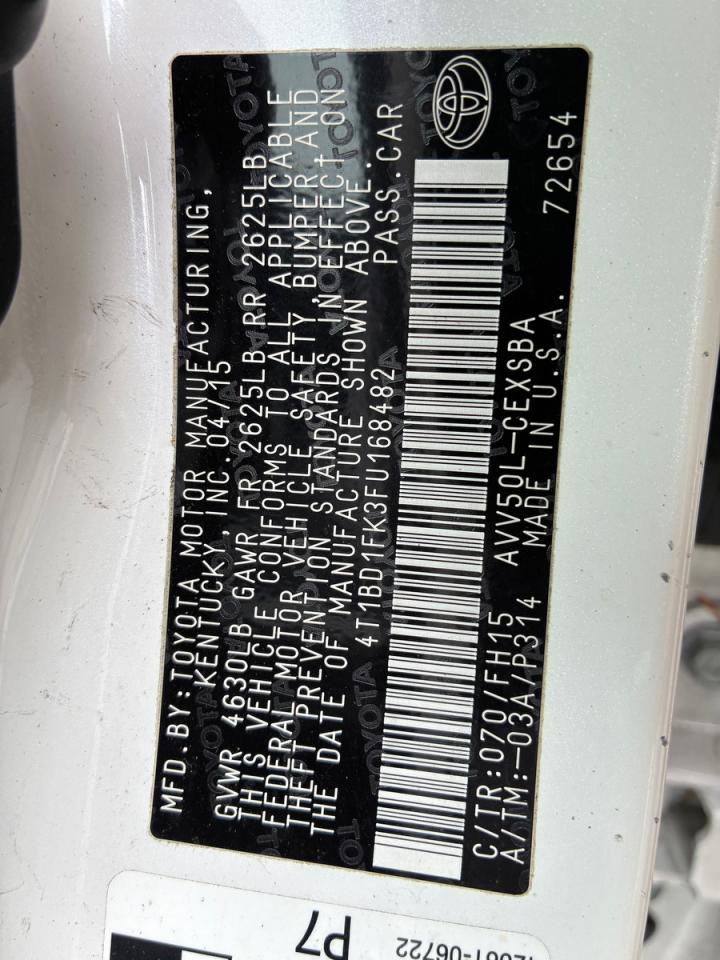 MFD.BY:TOYOTA MOTOR MANUFACTURING,
KENTUCKY, INC. 04/15
GVWR 4630LB GAWR FR 2625LB RR 2625LB
THIS VEHICLE CONFORMS TO ALL APPLICABLE
FEDERAL MOTOR VEHICLE SAFETY, BUMPER AND
THEFT PREVENTION STANDARDS IN EFFECT ON
THE DATE OF MANUFACTURE SHOWN ABOVE.
4T1BD1FK3FU168482 PASS.CAR
C/TR:070/FH15 AVV50L-CEXSBA 72654
A/TM:-03A/P314 MADE IN U.S.A.
P7
-06722